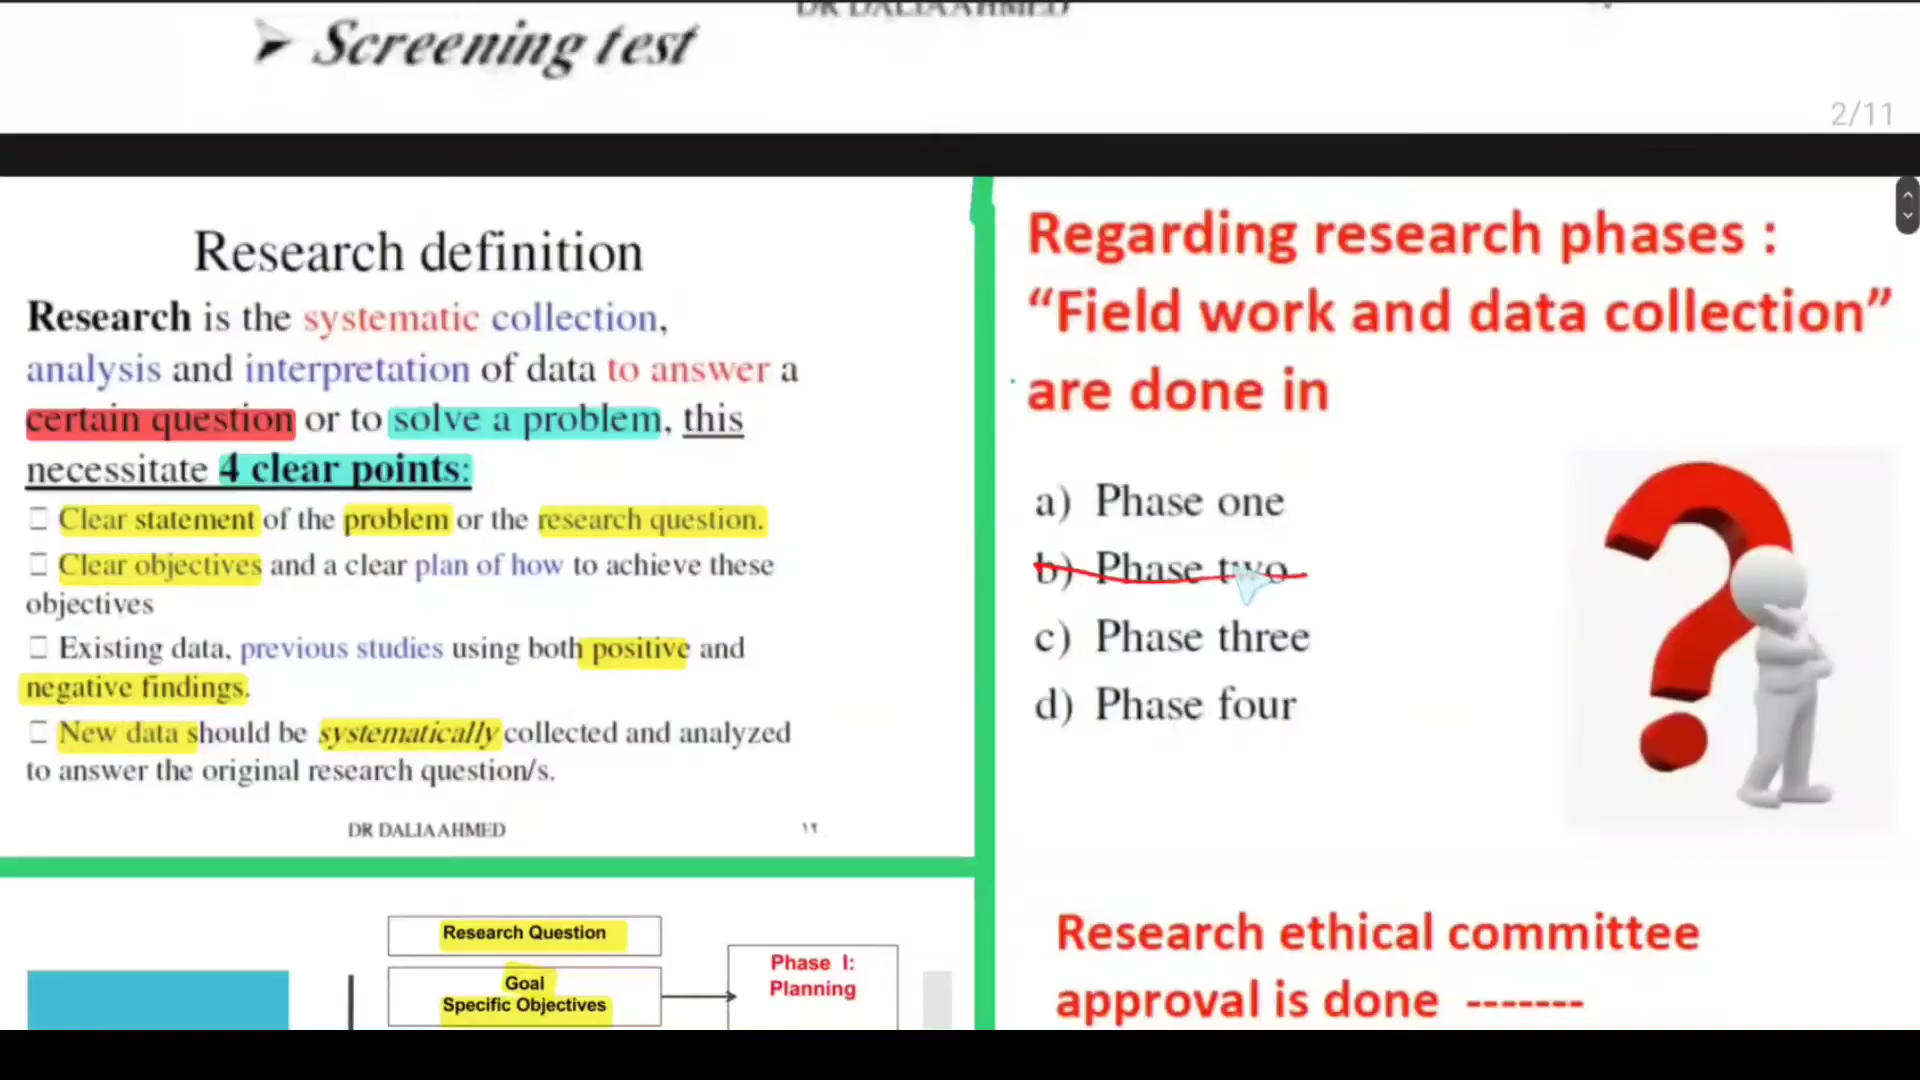 DR DALIA AHMED
➤ Screening test
2/11
Research definition
Research is the systematic collection,
analysis and interpretation of data to answer a
certain question or to solve a problem, this
necessitate 4 clear points:
□ Clear statement of the problem or the research question.
□ Clear objectives and a clear plan of how to achieve these
objectives
□ Existing data, previous studies using both positive and
negative findings.
□ New data should be systematically collected and analyzed
to answer the original research question/s.
DR DALIA AHMED
Research Question
Goal
Specific Objectives
Phase I:
Planning
Regarding research phases :
“Field work and data collection”
are done in
a) Phase one
b) Phase two
c) Phase three
d) Phase four
Research ethical committee
approval is done -------